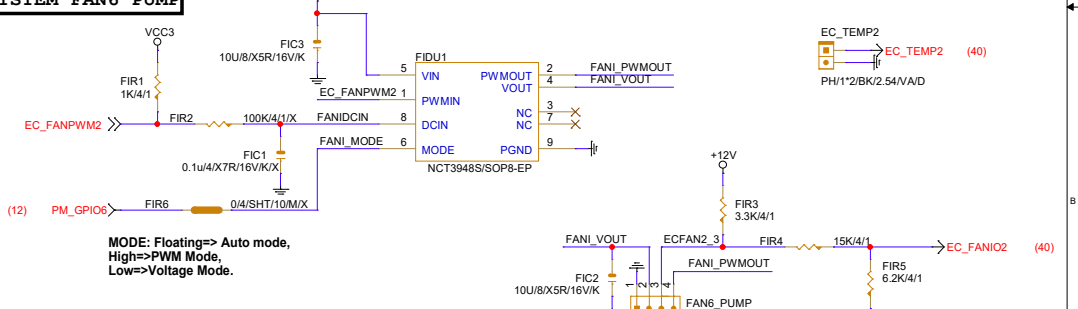 SYSTEM FAN6 PUMP
VCC3
FIC3
10U/8/X5R/16V/K
FIR1
1K/4/1
FIDU1
5 VIN
PWMOUT 2 FANI_PWMOUT
VOUT 4 FANI_VOUT
EC_FANPWM2 1 PWMIN
NC 3
NC 7
EC_FANPWM2
FIR2
100K/4/1/X
FANIDCIN 8 DCIN
FANI_MODE 6 MODE
PGND 9
NCT3948S/SOP8-EP
FIC1
0.1u/4/X7R/16V/K/X
(12) PM_GPIO6
FIR6
0/4/SHT/10/M/X
MODE: Floating=> Auto mode,
High=>PWM Mode,
Low=>Voltage Mode.
EC_TEMP2
1
2
EC_TEMP2 (40)
PH/1*2/BK/2.54/VA/D
+12V
FIR3
3.3K/4/1
FANI_VOUT
ECFAN2_3
FIR4
15K/4/1
EC_FANIO2 (40)
FANI_PWMOUT
FIR5
6.2K/4/1
FIC2
10U/8/X5R/16V/K
1 2 3 4
FAN6_PUMP
B